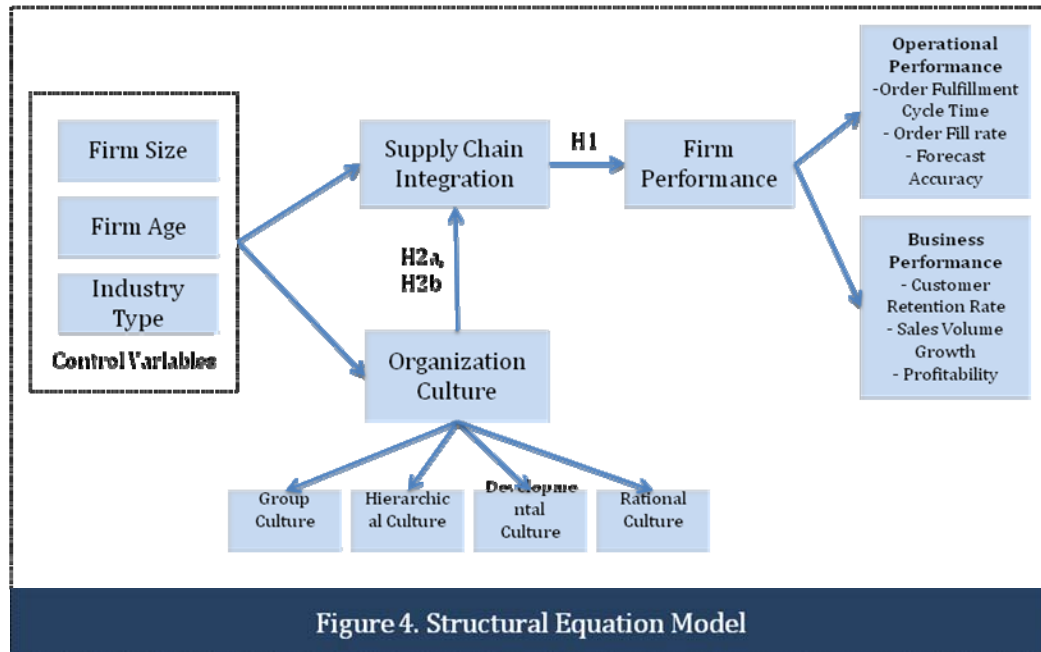 Firm Size
Firm Age
Industry
Type
Control Variables
Supply Chain
Integration
H1
Firm
Performance
H2a,
H2b
Organization
Culture
Group
Culture
Hierarchic
al Culture
Developme
ntal
Culture
Rational
Culture
Operational
Performance
-Order Fulfillment
Cycle Time
- Order Fill rate
- Forecast
Accuracy
Business
Performance
- Customer
Retention Rate
- Sales Volume
Growth
- Profitability
Figure 4. Structural Equation Model